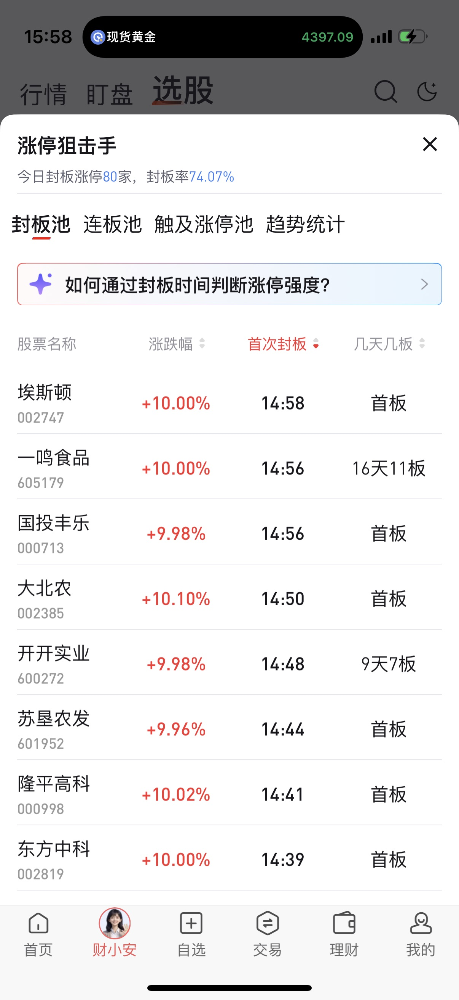 15:58
现货黄金 4397.09
行情 盯盘 选股
涨停狙击手
今日封板涨停80家，封板率74.07%
封板池 连板池 触及涨停池 趋势统计
如何通过封板时间判断涨停强度?
股票名称 涨跌幅 首次封板 几天几板
埃斯顿
002747
+10.00% 14:58 首板
一鸣食品
605179
+10.00% 14:56 16天11板
国投丰乐
000713
+9.98% 14:56 首板
大北农
002385
+10.10% 14:50 首板
开开实业
600272
+9.98% 14:48 9天7板
苏垦农发
601952
+9.96% 14:44 首板
隆平高科
000998
+10.02% 14:41 首板
东方中科
002819
+10.00% 14:39 首板
首页 财小安 自选 交易 理财 我的